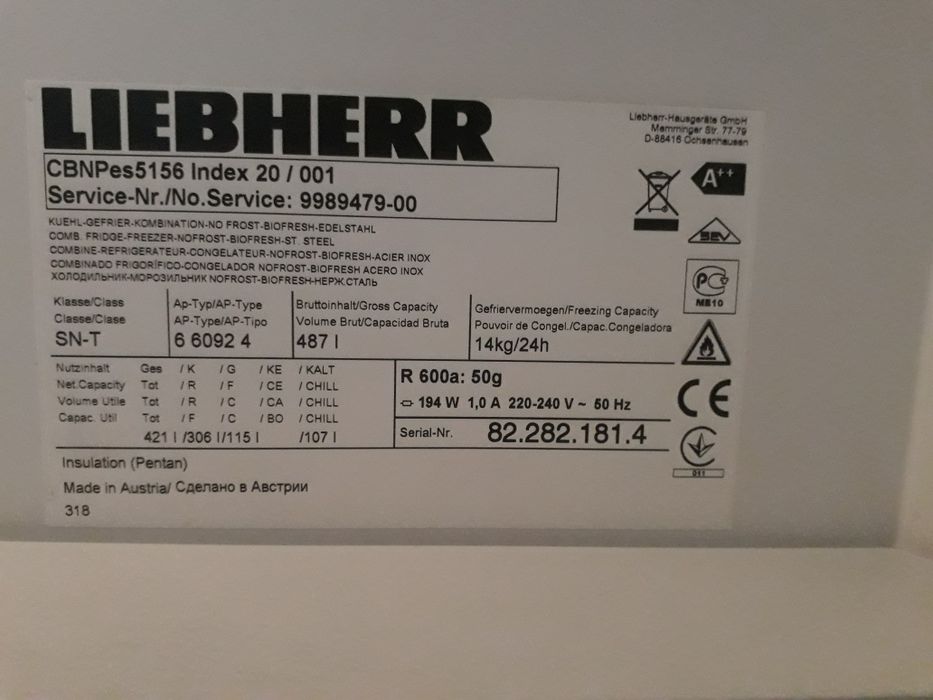 LIEBHERR
Liebherr-Hausgeräte GmbH
Memminger Str. 77-79
D-88416 Ochsenhausen
CBNPes5156 Index 20 / 001
Service-Nr./No.Service: 9989479-00
A++
SEV
KUEHL-GEFRIER-KOMBINATION-NO FROST-BIOFRESH-EDELSTAHL
COMB. FRIDGE-FREEZER-NOFROST-BIOFRESH-ST. STEEL
COMBINE-REFRIGERATEUR-CONGELATEUR-NOFROST-BIOFRESH-ACIER INOX
COMBINADO FRIGORÍFICO-CONGELADOR NOFROST-BIOFRESH ACERO INOX
ХОЛОДИЛЬНИК-МОРОЗИЛЬНИК NOFROST-BIOFRESH-НЕРЖ.СТАЛЬ
PC
ME10
Klasse/Class
Classe/Clase
SN-T
Ap-Typ/AP-Type
AP-Type/AP-Tipo
6 6092 4
Bruttoinhalt/Gross Capacity
Volume Brut/Capacidad Bruta
487 l
Gefriervermoegen/Freezing Capacity
Pouvoir de Congel./Capac.Congeladora
14kg/24h
Nutzinhalt Ges / K / G / KE / KALT
Net.Capacity Tot / R / F / CE / CHILL
Volume Utile Tot / R / C / CA / CHILL
Capac. Util Tot / F / C / BO / CHILL
421 l /306 l/115 l /107 l
R 600a: 50g
194 W 1,0 A 220-240 V ~ 50 Hz
Serial-Nr. 82.282.181.4
CE
011
Insulation (Pentan)
Made in Austria/ Сделано в Австрии
318